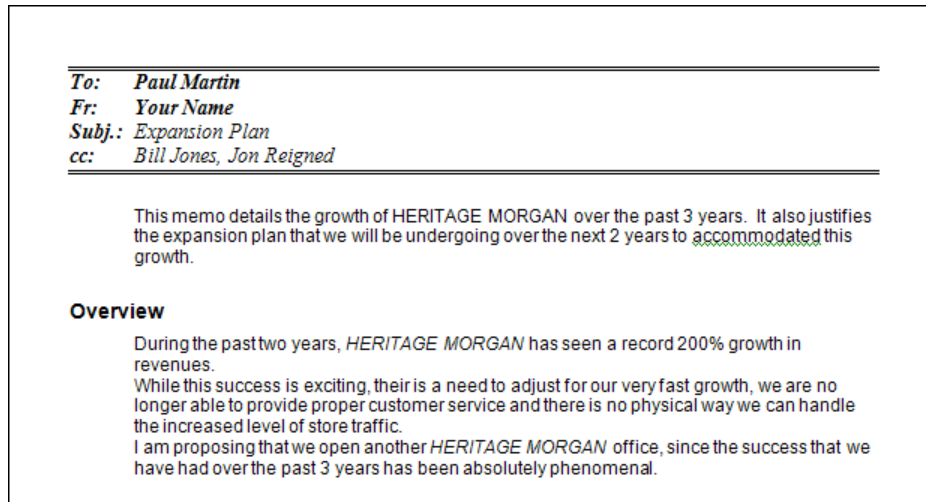 To: Paul Martin
Fr: Your Name
Subj.: Expansion Plan
cc: Bill Jones, Jon Reigned
This memo details the growth of HERITAGE MORGAN over the past 3 years. It also justifies
the expansion plan that we will be undergoing over the next 2 years to accommodated this
growth.
Overview
During the past two years, HERITAGE MORGAN has seen a record 200% growth in
revenues.
While this success is exciting, their is a need to adjust for our very fast growth, we are no
longer able to provide proper customer service and there is no physical way we can handle
the increased level of store traffic.
I am proposing that we open another HERITAGE MORGAN office, since the success that we
have had over the past 3 years has been absolutely phenomenal.